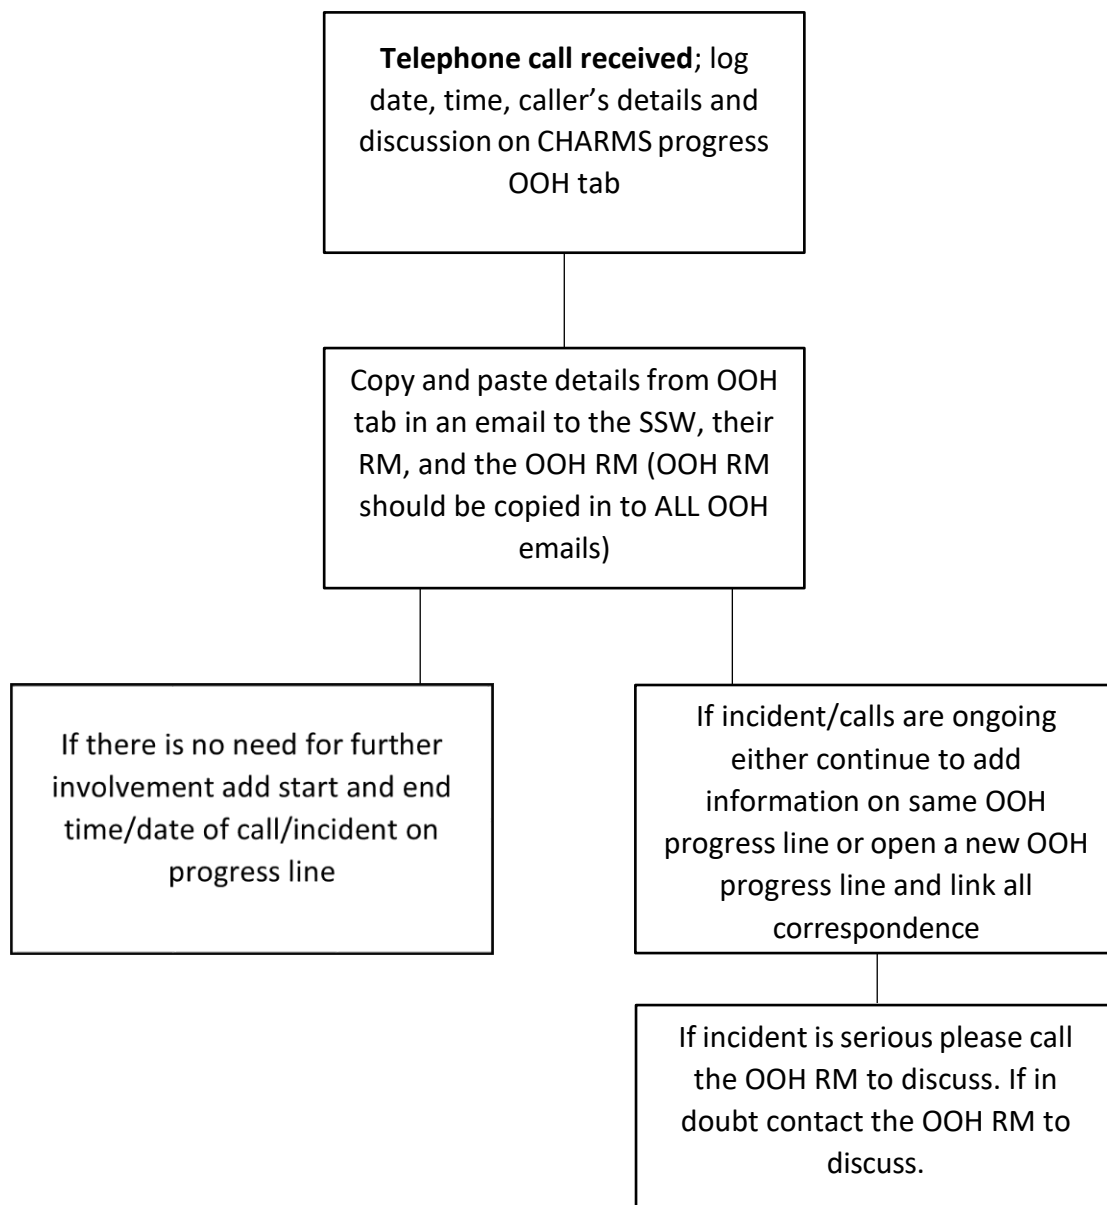 Telephone call received; log
date, time, caller’s details and
discussion on CHARMS progress
OOH tab
Copy and paste details from OOH
tab in an email to the SSW, their
RM, and the OOH RM (OOH RM
should be copied in to ALL OOH
emails)
If there is no need for further
involvement add start and end
time/date of call/incident on
progress line
If incident/calls are ongoing
either continue to add
information on same OOH
progress line or open a new OOH
progress line and link all
correspondence
If incident is serious please call
the OOH RM to discuss. If in
doubt contact the OOH RM to
discuss.